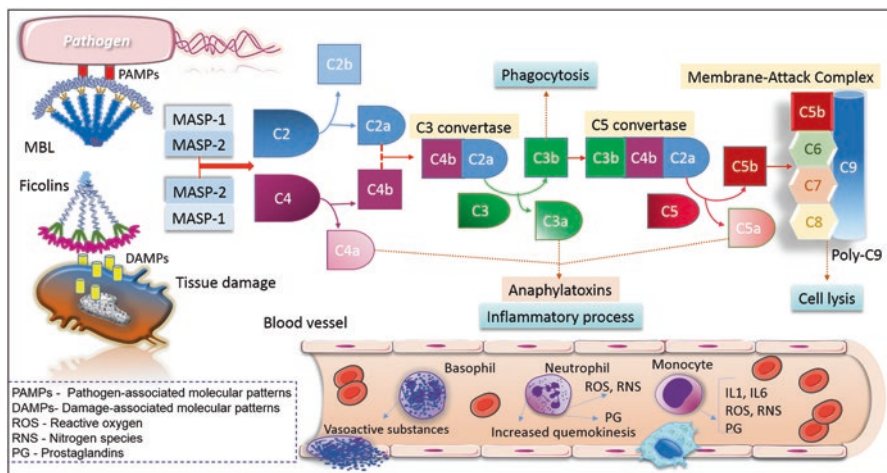 Pathogen
PAMPs
MBL
Ficolins
DAMPs
Tissue damage
MASP-1
MASP-2
MASP-2
MASP-1
C2
C2b
C2a
C4
C4b
C4a
C3 convertase
C4b C2a
C3
C3b
C3a
Phagocytosis
C5 convertase
C3b C4b C2a
C5
C5b
C5a
Membrane-Attack Complex
C5b
C6
C7
C8
C9
Poly-C9
Cell lysis
Anaphylatoxins
Inflammatory process
Blood vessel
Basophil
Vasoactive substances
Neutrophil
ROS, RNS
PG
Increased quemokinesis
Monocyte
IL1, IL6
ROS, RNS
PG
PAMPs - Pathogen-associated molecular patterns
DAMPs- Damage-associated molecular patterns
ROS - Reactive oxygen
RNS - Nitrogen species
PG - Prostaglandins